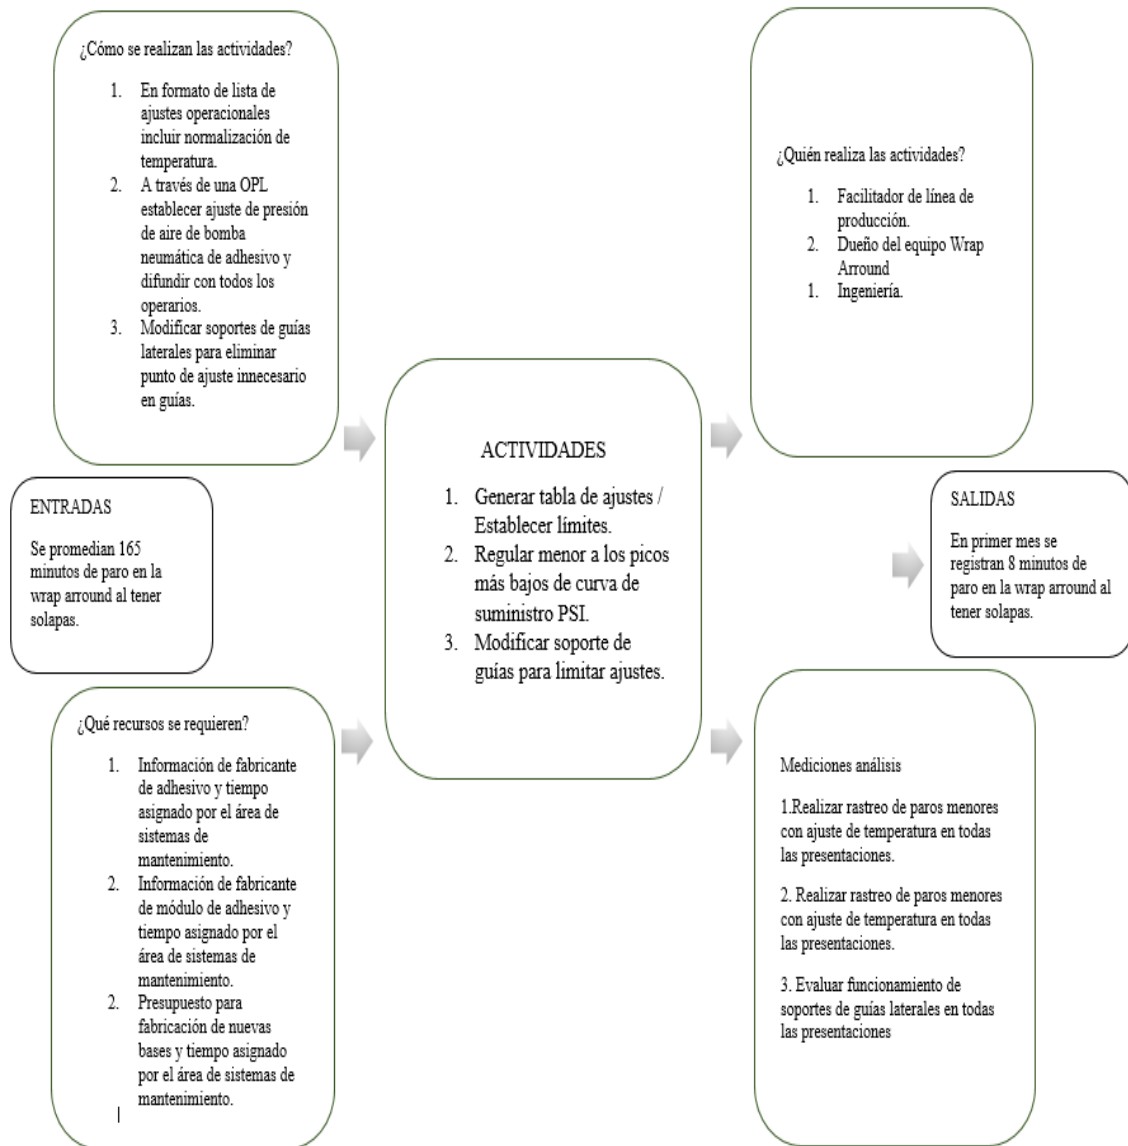 ¿Cómo se realizan las actividades?
1. En formato de lista de
ajustes operacionales
incluir normalización de
temperatura.
2. A través de una OPL
establecer ajuste de presión
de aire de bomba
neumática de adhesivo y
difundir con todos los
operarios.
3. Modificar soportes de guías
laterales para eliminar
punto de ajuste innecesario
en guías.
¿Quién realiza las actividades?
1. Facilitador de línea de
producción.
2. Dueño del equipo Wrap
Arround
1. Ingeniería.
ENTRADAS
Se promedian 165
minutos de paro en la
wrap arround al tener
solapas.
ACTIVIDADES
1. Generar tabla de ajustes /
Establecer límites.
2. Regular menor a los picos
más bajos de curva de
suministro PSI.
3. Modificar soporte de
guías para limitar ajustes.
SALIDAS
En primer mes se
registran 8 minutos de
paro en la wrap arround al
tener solapas.
¿Qué recursos se requieren?
1. Información de fabricante
de adhesivo y tiempo
asignado por el área de
sistemas de
mantenimiento.
2. Información de fabricante
de módulo de adhesivo y
tiempo asignado por el
área de sistemas de
mantenimiento.
2. Presupuesto para
fabricación de nuevas
bases y tiempo asignado
por el área de sistemas de
mantenimiento.
Mediciones análisis
1.Realizar rastreo de paros menores
con ajuste de temperatura en todas
las presentaciones.
2. Realizar rastreo de paros menores
con ajuste de temperatura en todas
las presentaciones.
3. Evaluar funcionamiento de
soportes de guías laterales en todas
las presentaciones